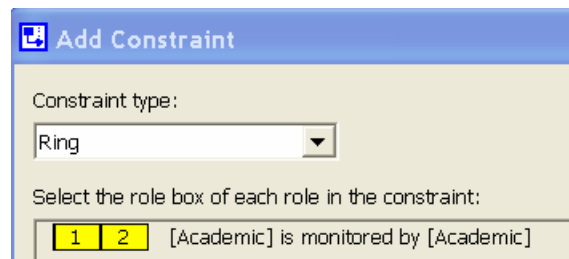 Add Constraint
Constraint type:
Ring
Select the role box of each role in the constraint:
1 2 [Academic] is monitored by [Academic]